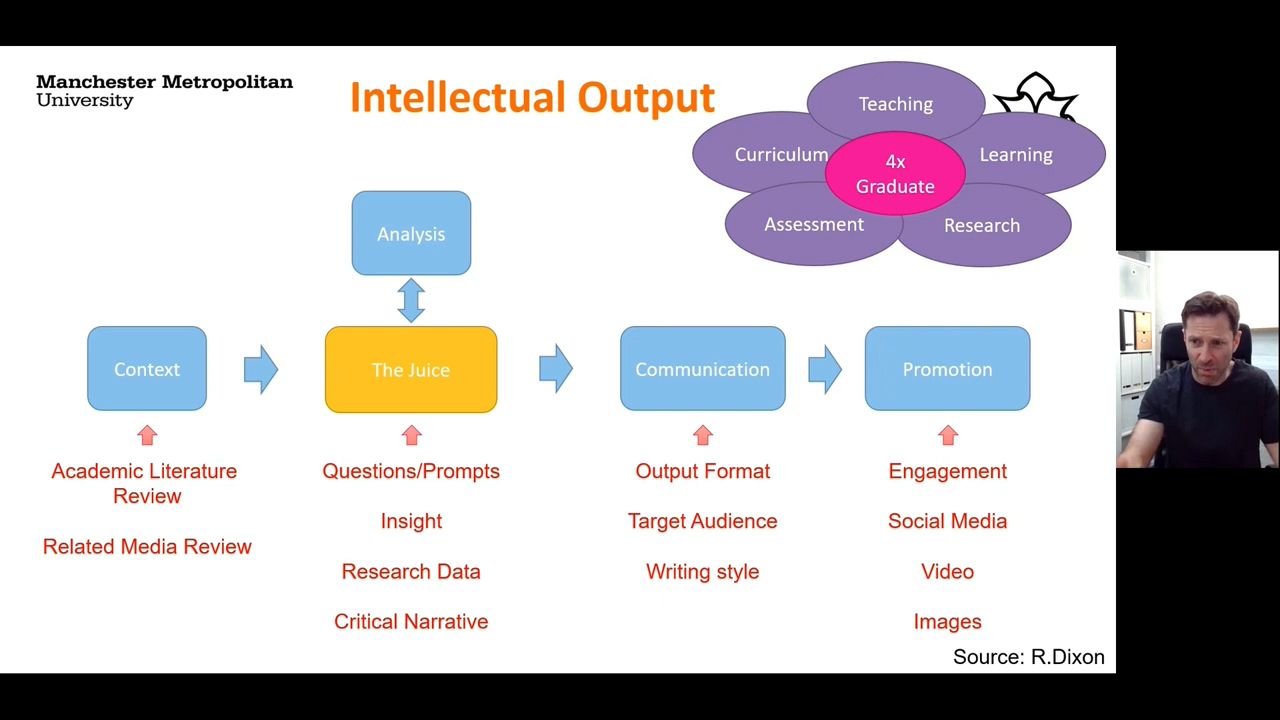 Manchester Metropolitan
University
Intellectual Output
Teaching
Curriculum
4x
Graduate
Learning
Assessment
Research
Analysis
Context
The Juice
Communication
Promotion
Academic Literature
Review
Related Media Review
Questions/Prompts
Insight
Research Data
Critical Narrative
Output Format
Target Audience
Writing style
Engagement
Social Media
Video
Images
Source: R.Dixon